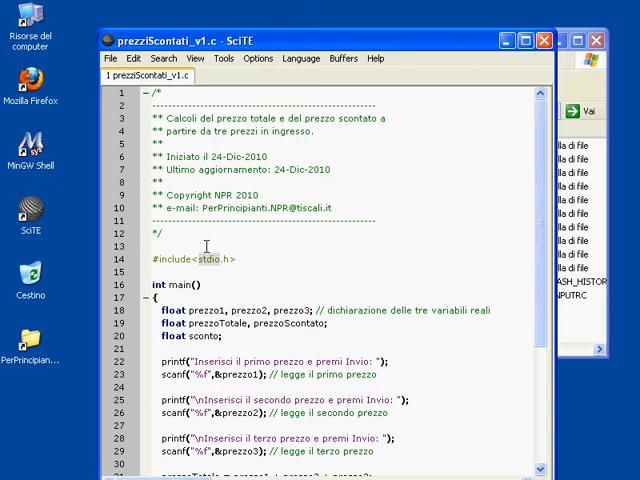 Risorse del
computer
Mozilla Firefox
MinGW Shell
SciTE
Cestino
PerPrincipian...
prezziScontati_v1.c - SciTE
File Edit Search View Tools Options Language Buffers Help
1 prezziScontati_v1.c
1 /*
2 ----------------------------------------------------------
3 ** Calcoli del prezzo totale e del prezzo scontato a
4 ** partire da tre prezzi in ingresso.
5 **
6 ** Iniziato il 24-Dic-2010
7 ** Ultimo aggiornamento: 24-Dic-2010
8 **
9 ** Copyright NPR 2010
10 ** e-mail: PerPrincipianti.NPR@tiscali.it
11 ----------------------------------------------------------
12 */
13
14 #include<stdio.h>
15
16 int main()
17 {
18 float prezzo1, prezzo2, prezzo3; // dichiarazione delle tre variabili reali
19 float prezzoTotale, prezzoScontato;
20 float sconto;
21
22 printf("Inserisci il primo prezzo e premi Invio: ");
23 scanf("%f",&prezzo1); // legge il primo prezzo
24
25 printf("\nInserisci il secondo prezzo e premi Invio: ");
26 scanf("%f",&prezzo2); // legge il secondo prezzo
27
28 printf("\nInserisci il terzo prezzo e premi Invio: ");
29 scanf("%f",&prezzo3); // legge il terzo prezzo
30
31 prezzoTotale = prezzo1 + prezzo2 + prezzo3;
Vai
lla di file
lla di file
lla di file
lla di file
lla di file
lla di file
lla di file
lla di file
lla di file
lla di file
ASH_HISTOR
NPUTRC